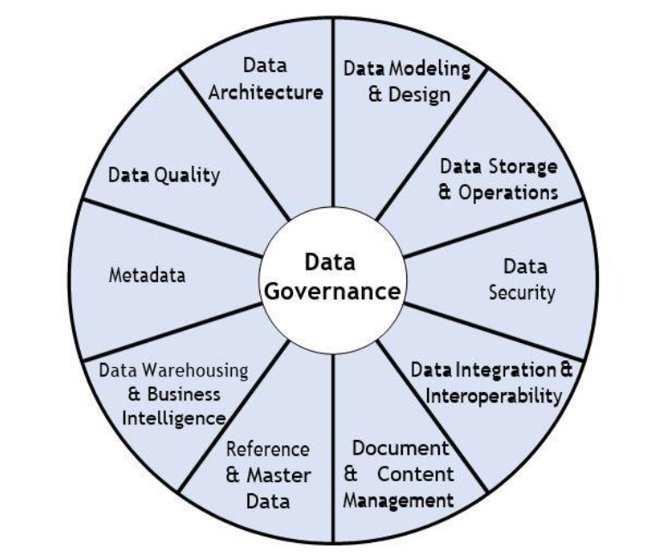 Data
Architecture
Data Modeling
& Design
Data Storage
& Operations
Data
Security
Data Integration &
Interoperability
Document
& Content
Management
Reference
& Master
Data
Data Warehousing
& Business
Intelligence
Metadata
Data Quality
Data
Governance